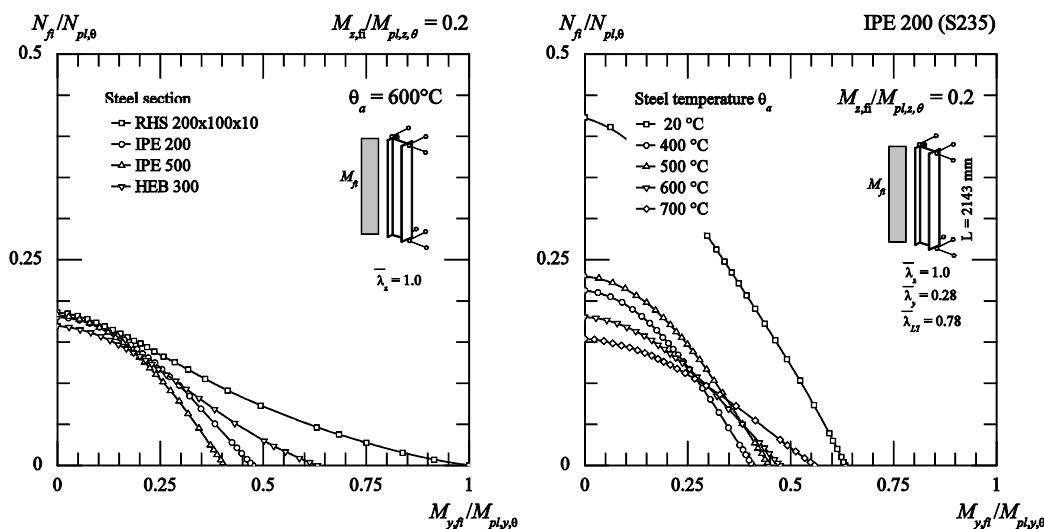 N_fi/N_pl,θ
M_z,fi/M_pl,z,θ = 0.2
0.5
Steel section
θ_a = 600°C
RHS 200x100x10
IPE 200
IPE 500
HEB 300
M_fi
0.25
λ̅_z = 1.0
0
0
0.25
0.5
0.75
1
M_y,fi/M_pl,y,θ
N_fi/N_pl,θ
IPE 200 (S235)
0.5
Steel temperature θ_a
M_z,fi/M_pl,z,θ = 0.2
20 °C
400 °C
500 °C
600 °C
700 °C
M_fi
L = 2143 mm
0.25
λ̅_z = 1.0
λ̅_y = 0.28
λ̅_LT = 0.78
0
0
0.25
0.5
0.75
1
M_y,fi/M_pl,y,θ